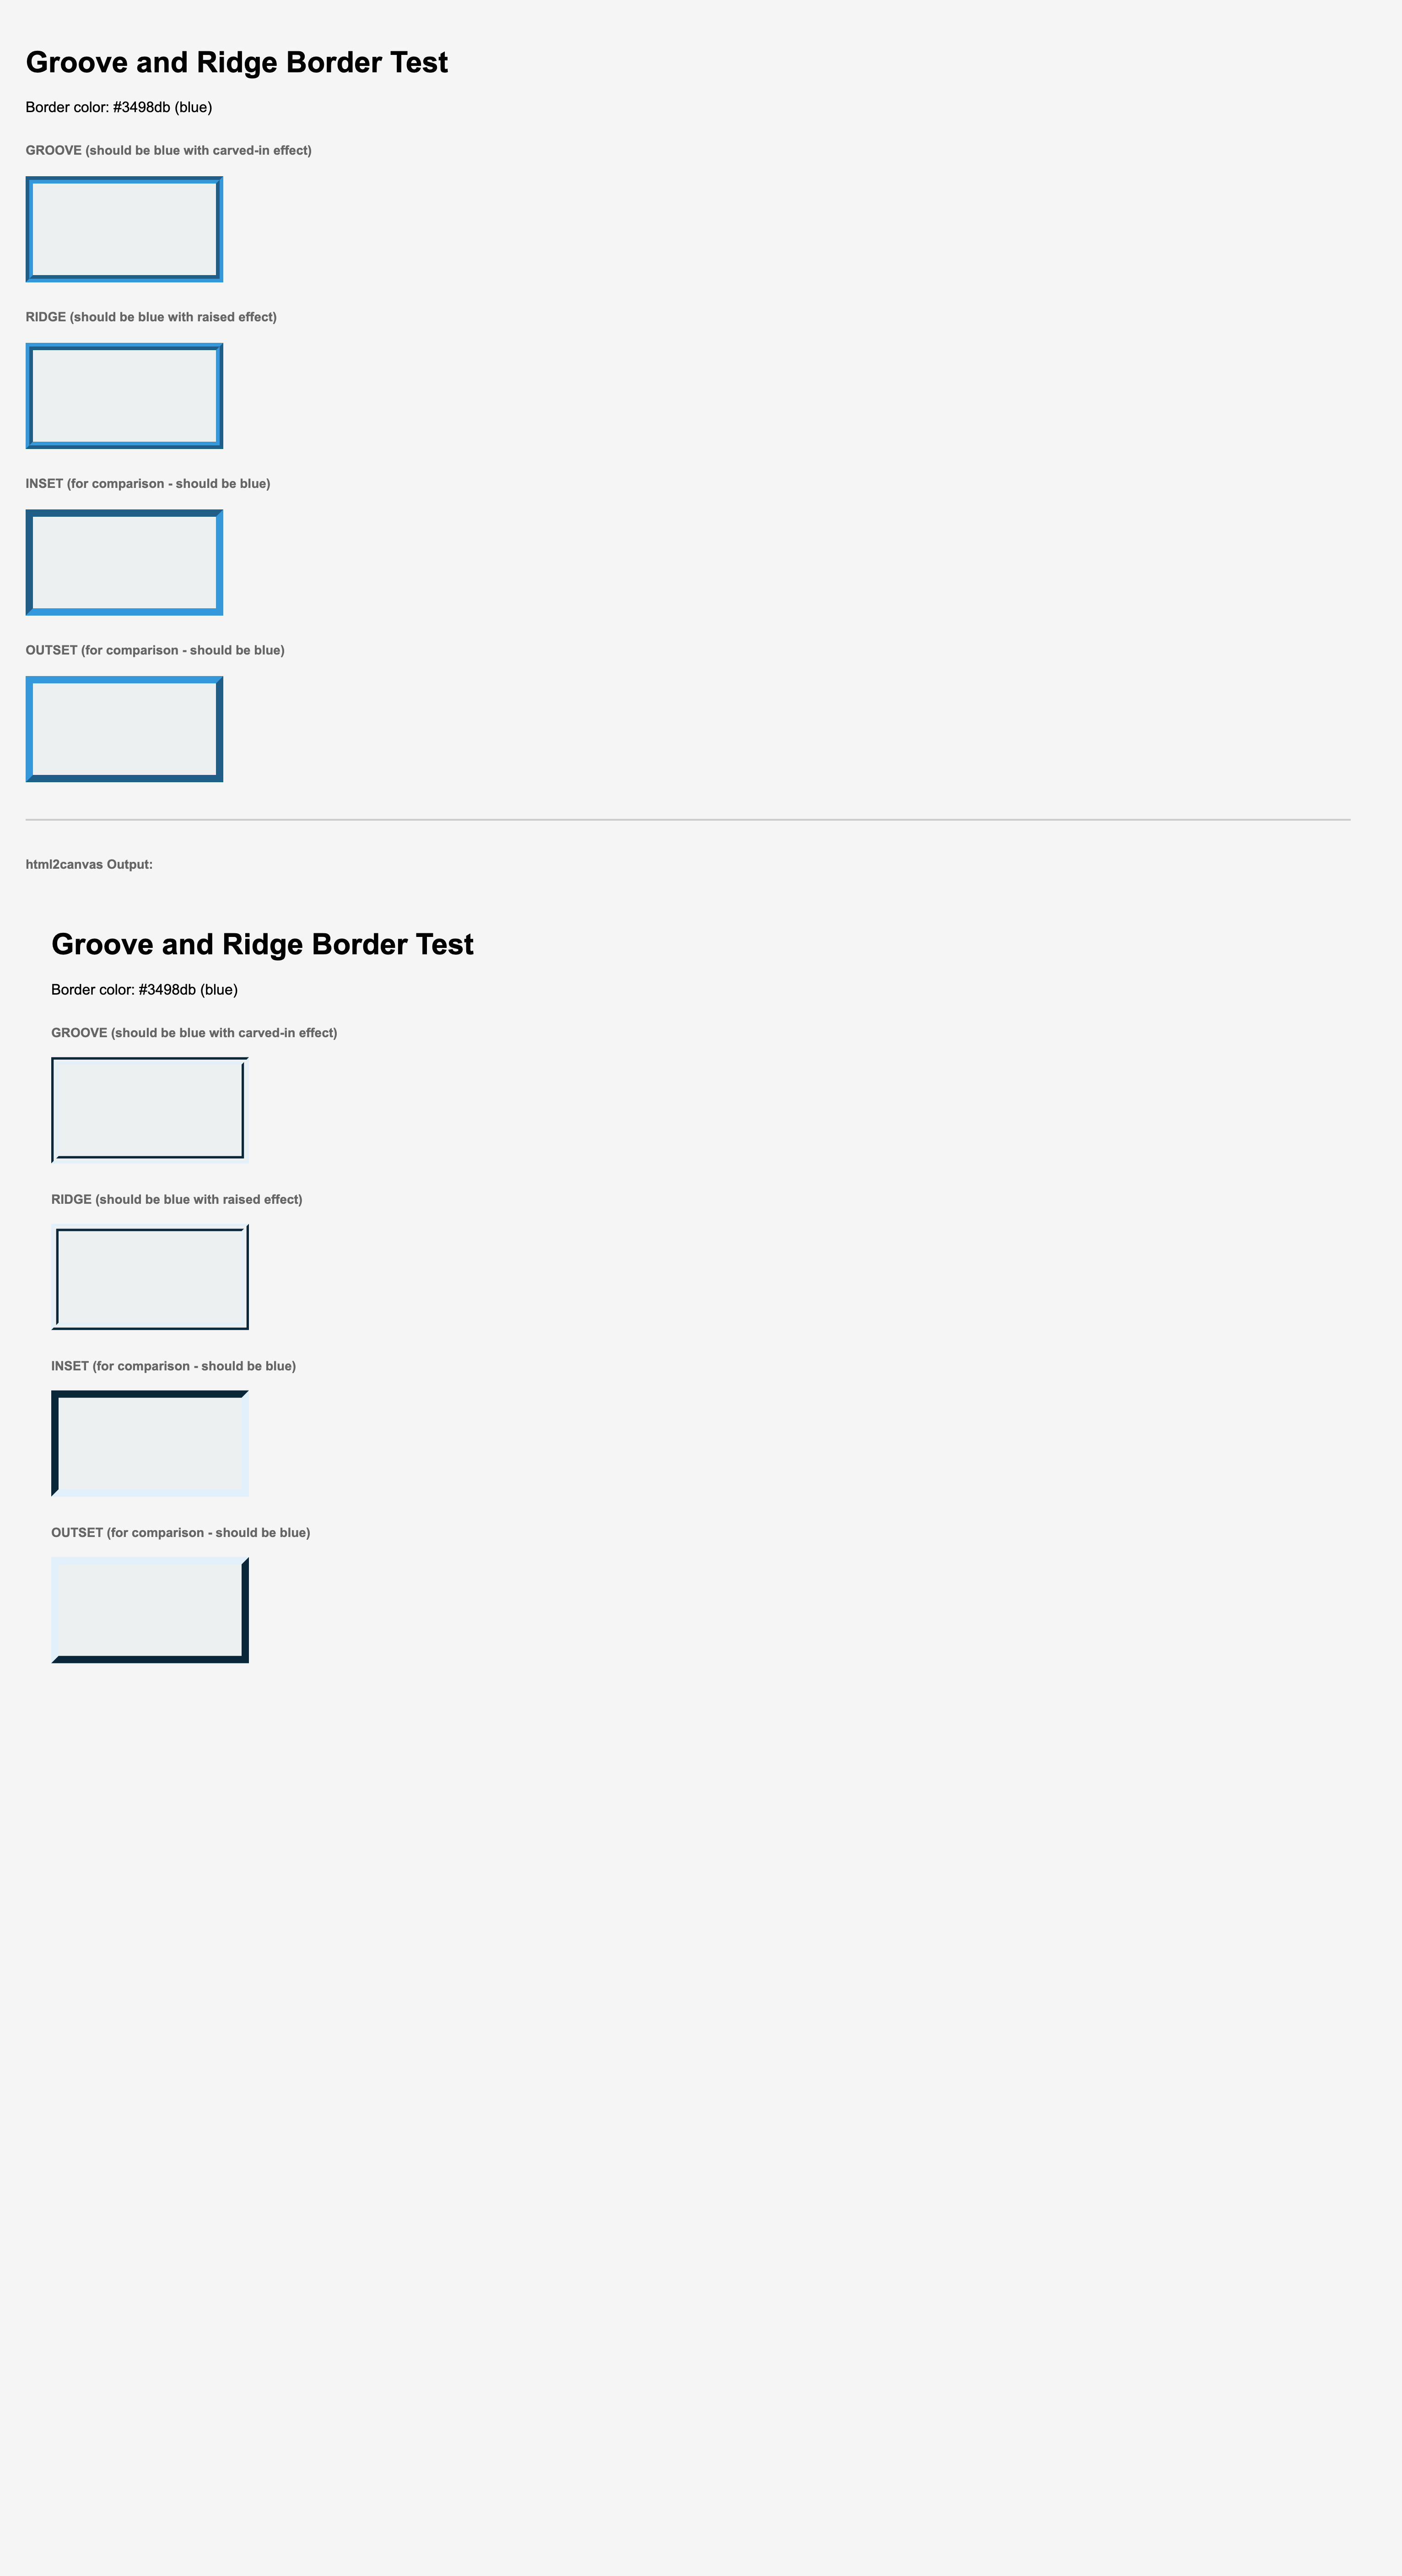 Groove and Ridge Border Test
Border color: #3498db (blue)
GROOVE (should be blue with carved-in effect)
RIDGE (should be blue with raised effect)
INSET (for comparison - should be blue)
OUTSET (for comparison - should be blue)
html2canvas Output:
Groove and Ridge Border Test
Border color: #3498db (blue)
GROOVE (should be blue with carved-in effect)
RIDGE (should be blue with raised effect)
INSET (for comparison - should be blue)
OUTSET (for comparison - should be blue)